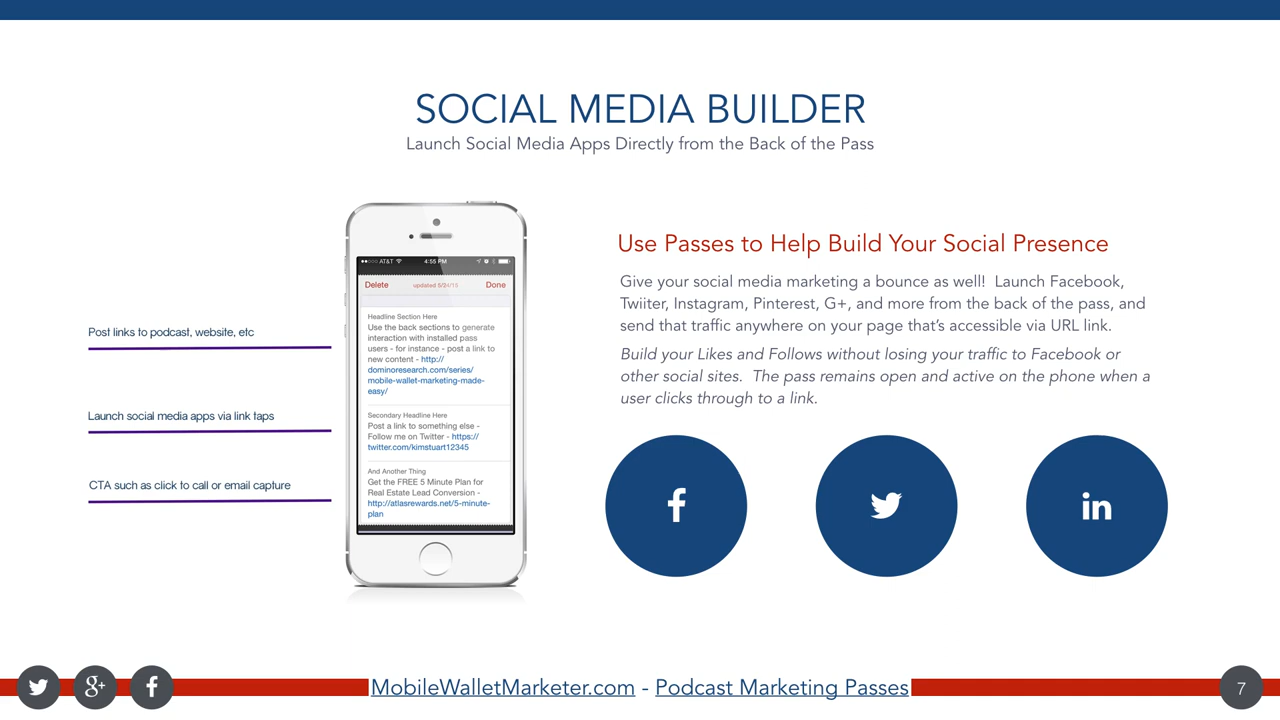 SOCIAL MEDIA BUILDER
Launch Social Media Apps Directly from the Back of the Pass
Post links to podcast, website, etc
Launch social media apps via link taps
CTA such as click to call or email capture
AT&T 4:55 PM
Delete updated 5/24/15 Done
Headline Section Here
Use the back sections to generate
interaction with installed pass
users - for instance - post a link to
new content - http://
dominoresearch.com/series/
mobile-wallet-marketing-made-
easy/
Secondary Headline Here
Post a link to something else -
Follow me on Twitter - https://
twitter.com/kimstuart12345
And Another Thing
Get the FREE 5 Minute Plan for
Real Estate Lead Conversion -
http://atlasrewards.net/5-minute-
plan
Use Passes to Help Build Your Social Presence
Give your social media marketing a bounce as well! Launch Facebook,
Twiiter, Instagram, Pinterest, G+, and more from the back of the pass, and
send that traffic anywhere on your page that's accessible via URL link.
Build your Likes and Follows without losing your traffic to Facebook or
other social sites. The pass remains open and active on the phone when a
user clicks through to a link.
f in
g+ f
MobileWalletMarketer.com - Podcast Marketing Passes
7